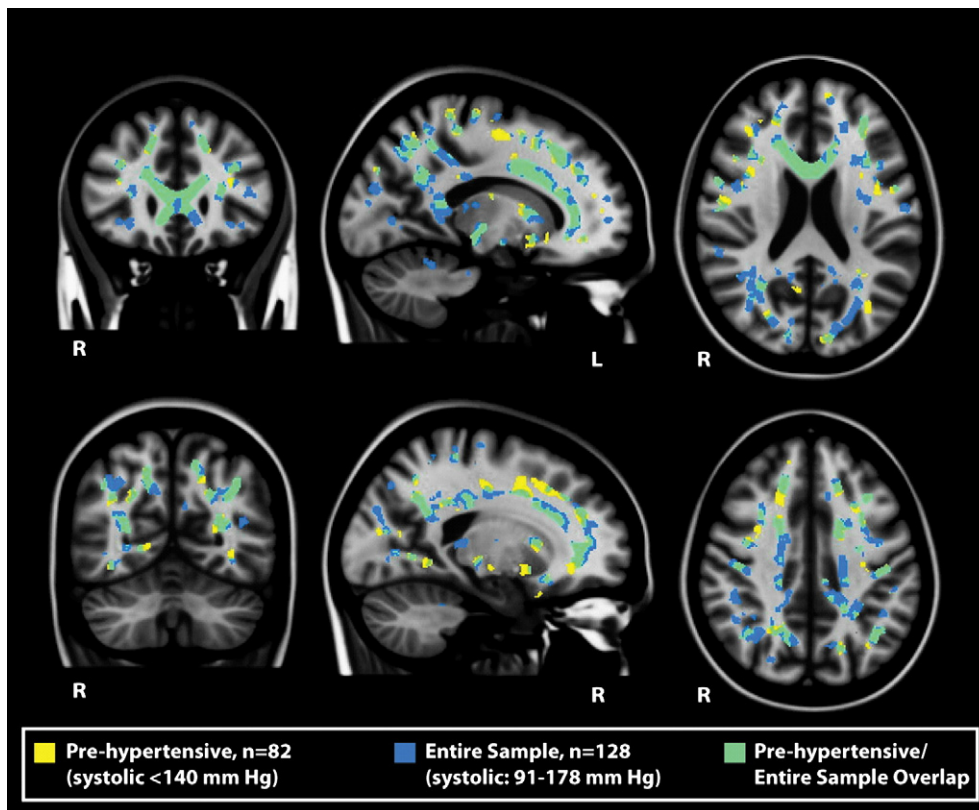 R
L
R
R
R
R
Pre-hypertensive, n=82
(systolic <140 mm Hg)
Entire Sample, n=128
(systolic: 91-178 mm Hg)
Pre-hypertensive/
Entire Sample Overlap